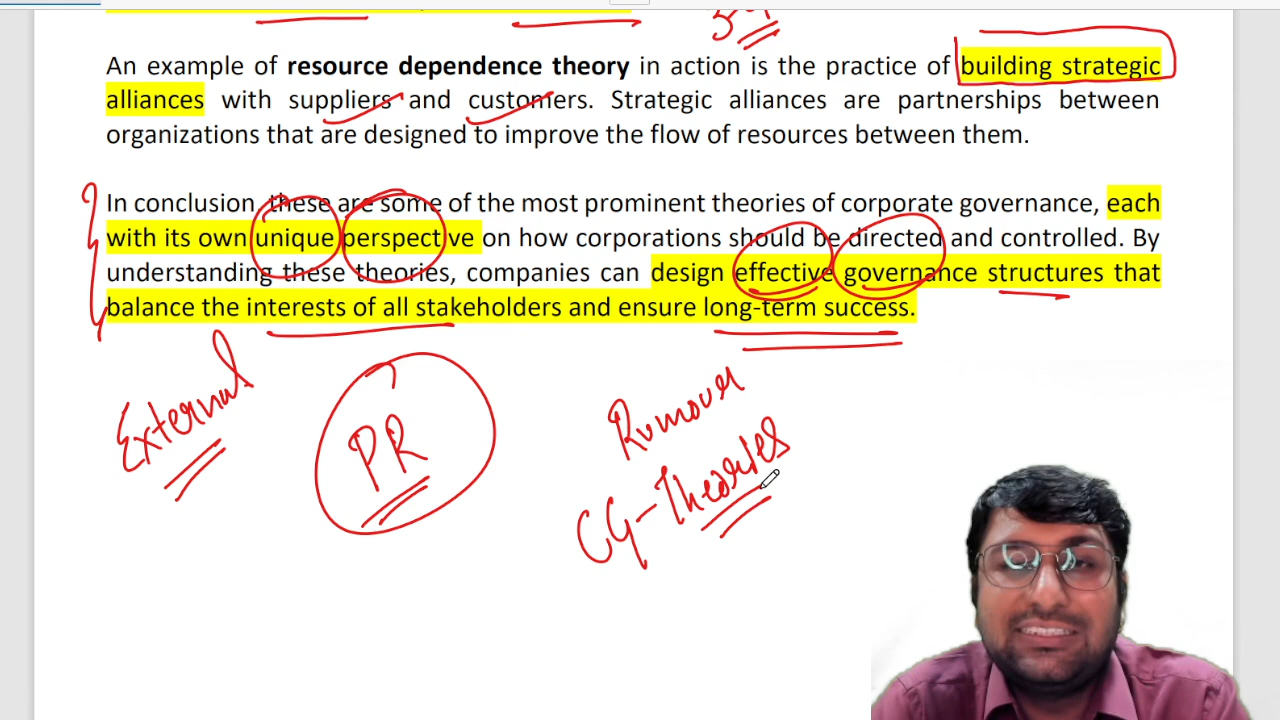 An example of resource dependence theory in action is the practice of building strategic
alliances with suppliers and customers. Strategic alliances are partnerships between
organizations that are designed to improve the flow of resources between them.
In conclusion, these are some of the most prominent theories of corporate governance, each
with its own unique perspective on how corporations should be directed and controlled. By
understanding these theories, companies can design effective governance structures that
balance the interests of all stakeholders and ensure long-term success.
External
PR
Rumover
CG-Theories